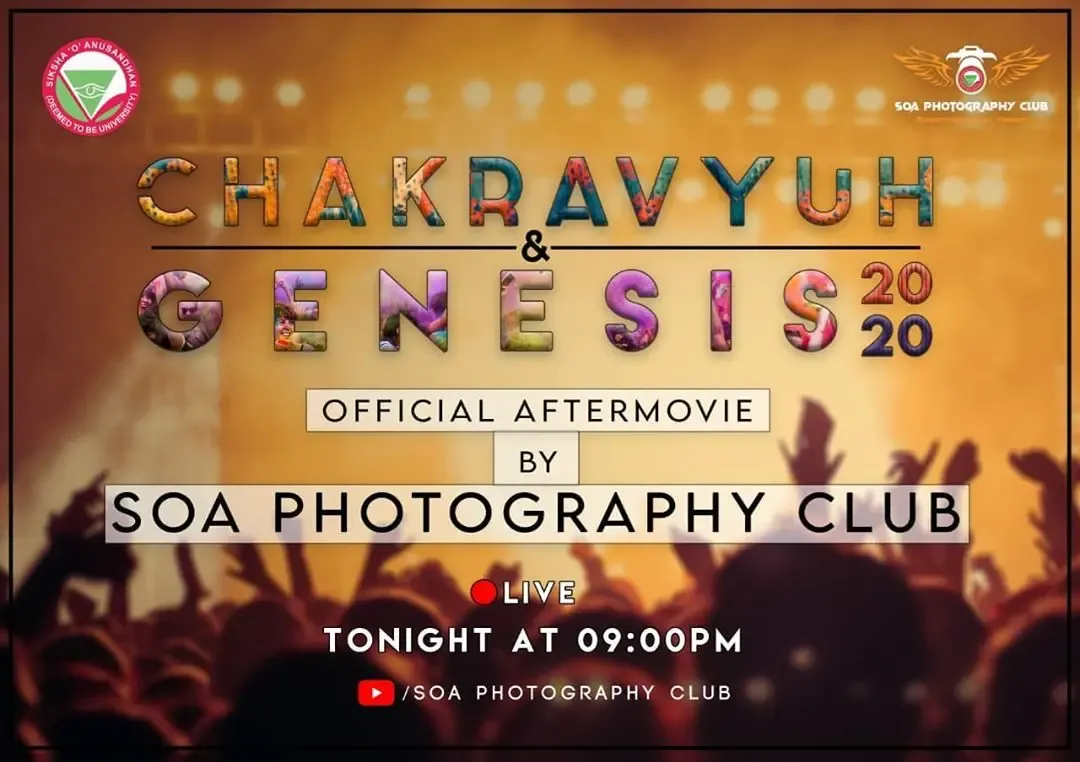 SIKSHA 'O' ANUSANDHAN
(DEEMED TO BE UNIVERSITY)
SOA PHOTOGRAPHY CLUB
CHAKRAVYUH
&
GENESIS 2020
OFFICIAL AFTERMOVIE
BY
SOA PHOTOGRAPHY CLUB
LIVE
TONIGHT AT 09:00PM
/SOA PHOTOGRAPHY CLUB